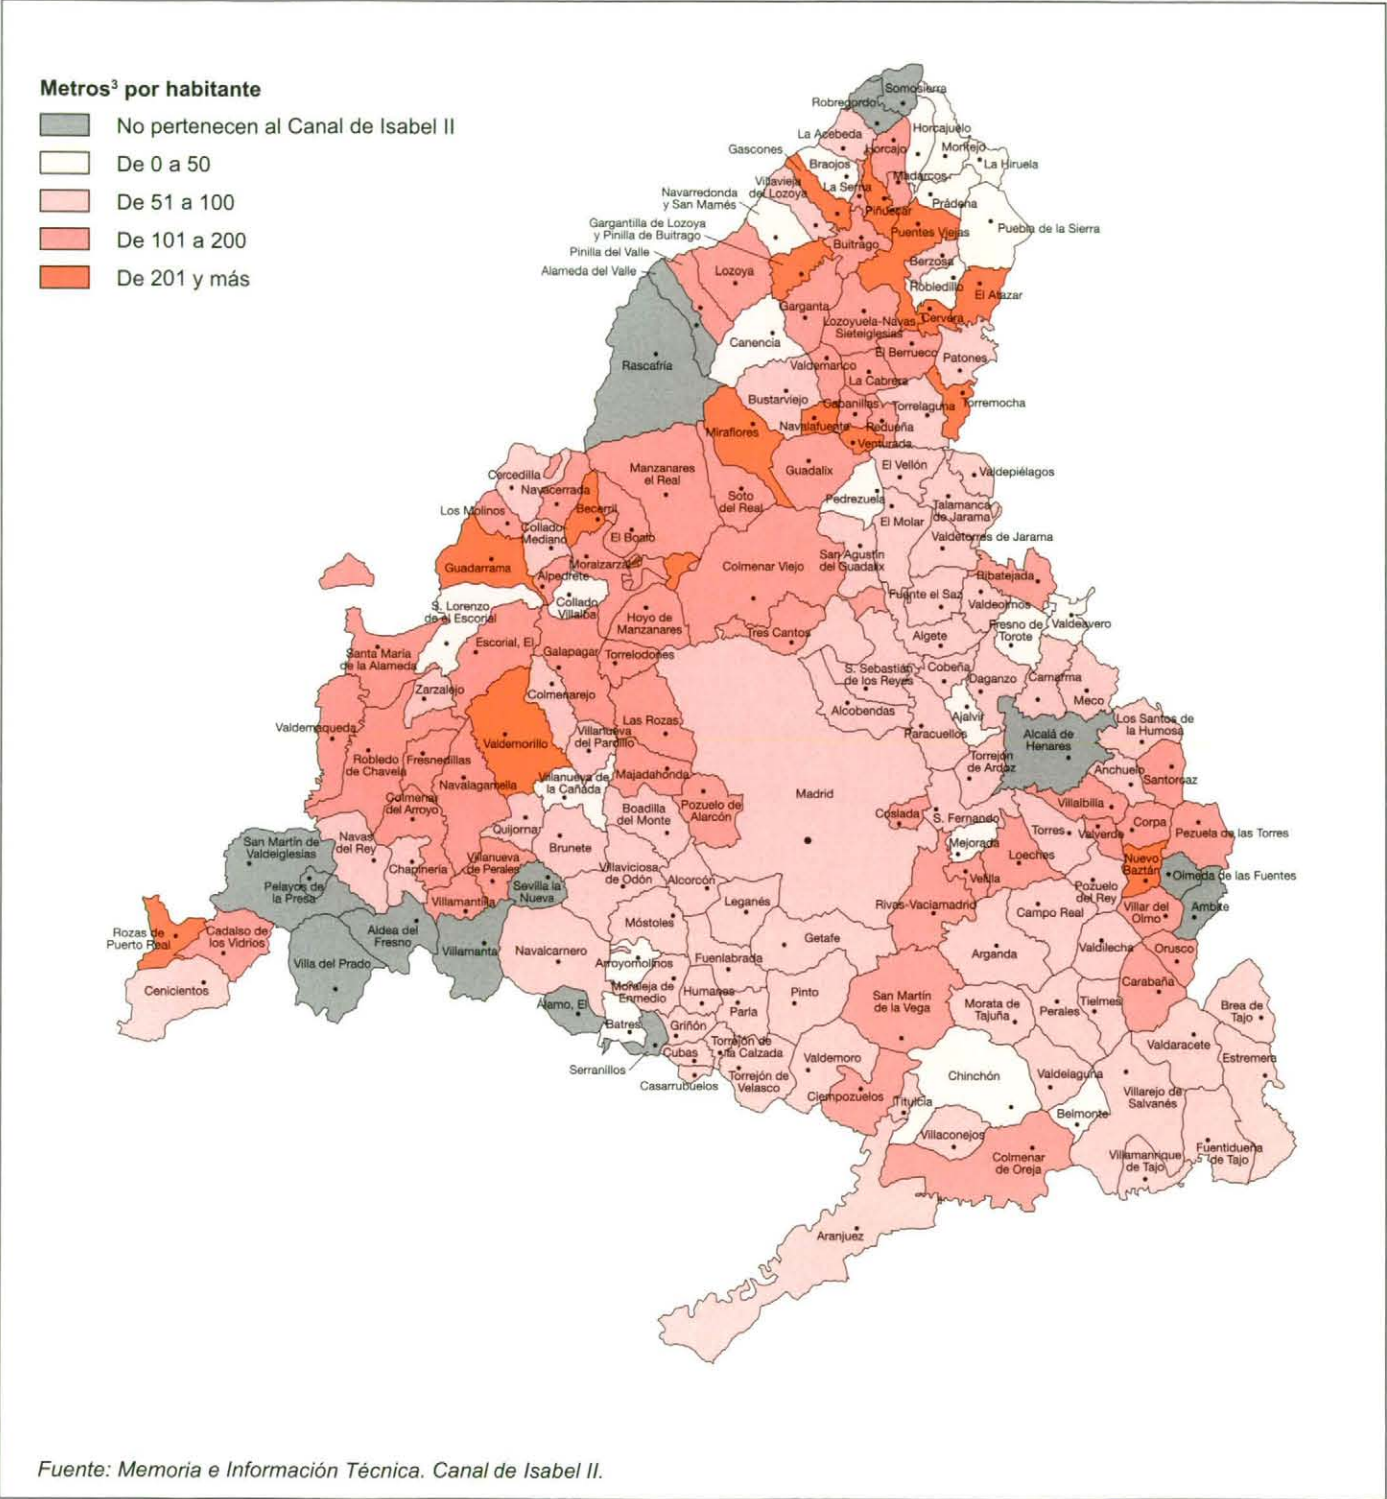 Metros³ por habitante
No pertenecen al Canal de Isabel II
De 0 a 50
De 51 a 100
De 101 a 200
De 201 y más
Somosierra
Robregordo
La Acebeda
Horcajuelo
Horcajo
Montejo
La Hiruela
Gascones
Braojos
Madarcos
Villavieja
del Lozoya
La Serna
Prádena
Navarredonda
y San Mamés
Piñuécar
Puentes Viejas
Puebla de la Sierra
Gargantilla de Lozoya
y Pinilla de Buitrago
Buitrago
Pinilla del Valle
Berzosa
Alameda del Valle
Lozoya
Robledillo
El Atazar
Garganta
Lozoyuela-Navas
Sieteiglesias
Cervera
Canencia
El Berrueco
Patones
Rascafría
Valdemanco
La Cabrera
Bustarviejo
Cabanillas
Torrelaguna
Torremocha
Miraflores
Navalafuente
Redueña
Venturada
Cercedilla
Manzanares
el Real
Guadalix
El Vellón
Valdepiélagos
Navacerrada
Soto
del Real
Pedrezuela
Talamanca
de Jarama
Los Molinos
Becerril
El Molar
Collado
Mediano
El Boalo
Valdetorres de Jarama
Guadarrama
Moralzarzal
Colmenar Viejo
San Agustín
del Guadalix
Alpedrete
Ribatejada
Collado
Villalba
Fuente el Saz
Valdeolmos
S. Lorenzo
de el Escorial
Hoyo de
Manzanares
Fresno de
Torote
Valdeavero
Tres Cantos
Algete
Santa María
de la Alameda
Escorial, El
Galapagar
Torrelodones
S. Sebastián
de los Reyes
Cobeña
Daganzo
Camarma
Zarzalejo
Colmenarejo
Meco
Alcobendas
Ajalvir
Valdemaqueda
Valdemorillo
Villanueva
del Pardillo
Las Rozas
Paracuellos
Alcalá de
Henares
Los Santos de
la Humosa
Robledo
de Chavela
Fresnedillas
Navalagamella
Villanueva de
la Cañada
Majadahonda
Torrejón
de Ardoz
Anchuelo
Santorcaz
Colmenar
del Arroyo
Madrid
Boadilla
del Monte
Pozuelo de
Alarcón
Coslada
S. Fernando
Villalbilla
Quijorna
Torres
Valverde
Corpa
Pezuela de las Torres
San Martín de
Valdeiglesias
Navas
del Rey
Brunete
Mejorada
Loeches
Chapinería
Villanueva
de Perales
Villaviciosa
de Odón
Alcorcón
Velilla
Nuevo
Baztán
Olmeda de las Fuentes
Pelayos de
la Presa
Sevilla la
Nueva
Pozuelo
del Rey
Villamantilla
Leganés
Rivas-Vaciamadrid
Campo Real
Villar del
Olmo
Ambite
Móstoles
Rozas de
Puerto Real
Cadalso de
los Vidrios
Aldea del
Fresno
Getafe
Valdilecha
Orusco
Villamanta
Navalcarnero
Arroyomolinos
Fuenlabrada
Arganda
Villa del Prado
Carabaña
Cenicientos
Moraleja de
Enmedio
Humanes
Pinto
San Martín
de la Vega
Morata de
Tajuña
Perales
Tielmes
Brea de
Tajo
Álamo, El
Parla
Batres
Griñón
Torrejón de
la Calzada
Valdaracete
Cubas
Valdemoro
Estremera
Serranillos
Casarrubuelos
Torrejón de
Velasco
Chinchón
Valdelaguna
Villarejo de
Salvanés
Ciempozuelos
Titulcia
Belmonte
Villaconejos
Colmenar
de Oreja
Villamanrique
de Tajo
Fuentidueña
de Tajo
Aranjuez
Fuente: Memoria e Información Técnica. Canal de Isabel II.